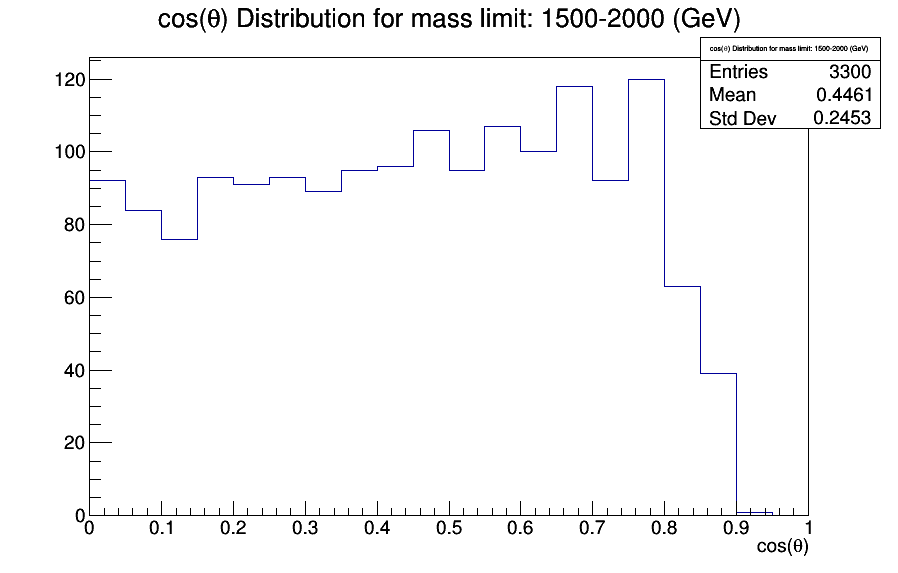 cos(θ) Distribution for mass limit: 1500-2000 (GeV)
cos(θ) Distribution for mass limit: 1500-2000 (GeV)
Entries 3300
Mean 0.4461
Std Dev 0.2453
120
100
80
60
40
20
0
0 0.1 0.2 0.3 0.4 0.5 0.6 0.7 0.8 0.9 1
cos(θ)